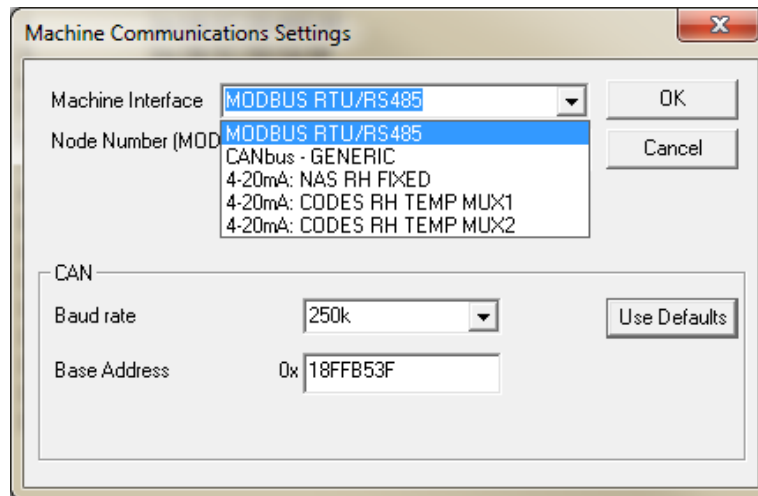 Machine Communications Settings
Machine Interface MODBUS RTU/RS485 OK
Node Number (MOD MODBUS RTU/RS485 Cancel
CANbus - GENERIC
4-20mA: NAS RH FIXED
4-20mA: CODES RH TEMP MUX1
4-20mA: CODES RH TEMP MUX2
CAN
Baud rate 250k Use Defaults
Base Address 0x 18FFB53F